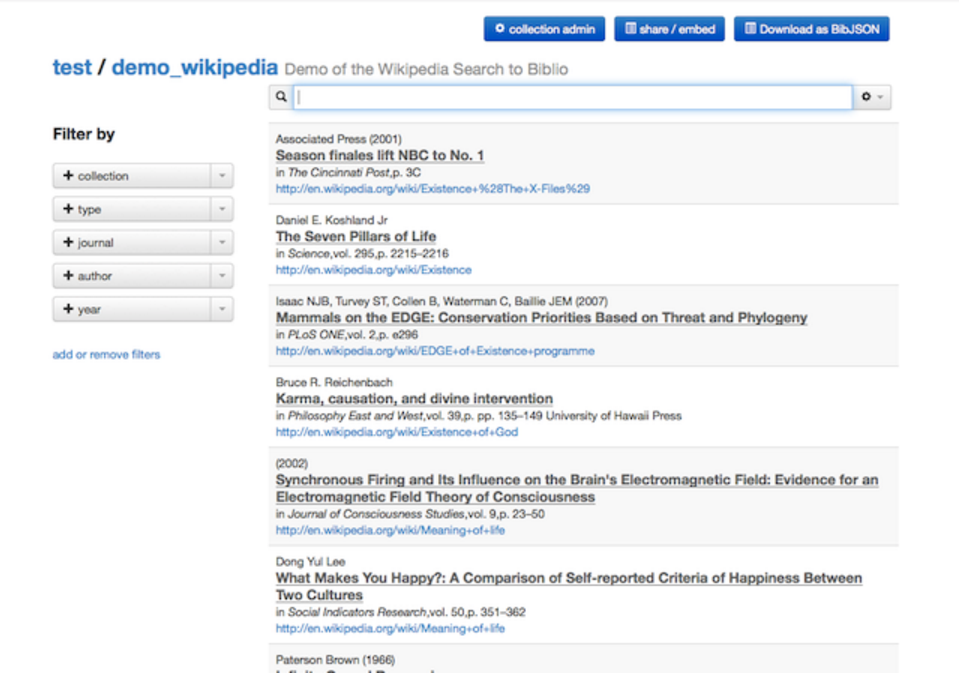 collection admin
share / embed
Download as BibJSON
test / demo_wikipedia Demo of the Wikipedia Search to Biblio
Filter by
collection
type
journal
author
year
add or remove filters
Associated Press (2001)
Season finales lift NBC to No. 1
in The Cincinnati Post,p. 3C
http://en.wikipedia.org/wiki/Existence+%28The+X-Files%29
Daniel E. Koshland Jr
The Seven Pillars of Life
in Science,vol. 295,p. 2215–2216
http://en.wikipedia.org/wiki/Existence
Isaac NJB, Turvey ST, Collen B, Waterman C, Baillie JEM (2007)
Mammals on the EDGE: Conservation Priorities Based on Threat and Phylogeny
in PLoS ONE,vol. 2,p. e296
http://en.wikipedia.org/wiki/EDGE+of+Existence+programme
Bruce R. Reichenbach
Karma, causation, and divine intervention
in Philosophy East and West,vol. 39,p. pp. 135–149 University of Hawaii Press
http://en.wikipedia.org/wiki/Existence+of+God
(2002)
Synchronous Firing and Its Influence on the Brain's Electromagnetic Field: Evidence for an
Electromagnetic Field Theory of Consciousness
in Journal of Consciousness Studies,vol. 9,p. 23–50
http://en.wikipedia.org/wiki/Meaning+of+life
Dong Yul Lee
What Makes You Happy?: A Comparison of Self-reported Criteria of Happiness Between
Two Cultures
in Social Indicators Research,vol. 50,p. 351–362
http://en.wikipedia.org/wiki/Meaning+of+life
Paterson Brown (1966)